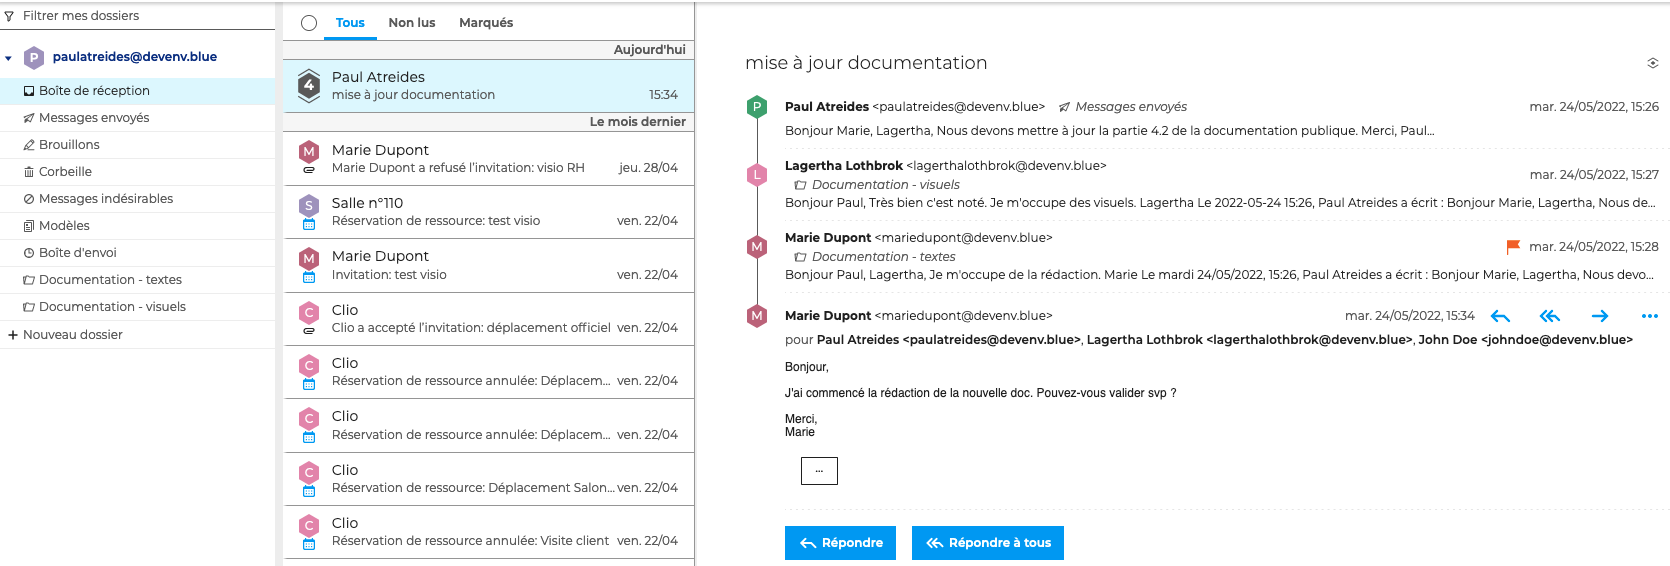 Filtrer mes dossiers
P paulatreides@devenv.blue
Boîte de réception
Messages envoyés
Brouillons
Corbeille
Messages indésirables
Modèles
Boîte d'envoi
Documentation - textes
Documentation - visuels
+ Nouveau dossier
Tous Non lus Marqués
Aujourd'hui
4 Paul Atreides
mise à jour documentation 15:34
Le mois dernier
M Marie Dupont
Marie Dupont a refusé l'invitation: visio RH jeu. 28/04
S Salle n°110
Réservation de ressource: test visio ven. 22/04
M Marie Dupont
Invitation: test visio ven. 22/04
C Clio
Clio a accepté l'invitation: déplacement officiel ven. 22/04
C Clio
Réservation de ressource annulée: Déplacem... ven. 22/04
C Clio
Réservation de ressource annulée: Déplacem... ven. 22/04
C Clio
Réservation de ressource: Déplacement Salon... ven. 22/04
C Clio
Réservation de ressource annulée: Visite client ven. 22/04
mise à jour documentation
P Paul Atreides <paulatreides@devenv.blue> Messages envoyés mar. 24/05/2022, 15:26
Bonjour Marie, Lagertha, Nous devons mettre à jour la partie 4.2 de la documentation publique. Merci, Paul...
L Lagertha Lothbrok <lagerthalothbrok@devenv.blue> mar. 24/05/2022, 15:27
Documentation - visuels
Bonjour Paul, Très bien c'est noté. Je m'occupe des visuels. Lagertha Le 2022-05-24 15:26, Paul Atreides a écrit : Bonjour Marie, Lagertha, Nous de...
M Marie Dupont <mariedupont@devenv.blue> mar. 24/05/2022, 15:28
Documentation - textes
Bonjour Paul, Lagertha, Je m'occupe de la rédaction. Marie Le mardi 24/05/2022, 15:26, Paul Atreides a écrit : Bonjour Marie, Lagertha, Nous devo...
M Marie Dupont <mariedupont@devenv.blue> mar. 24/05/2022, 15:34
pour Paul Atreides <paulatreides@devenv.blue>, Lagertha Lothbrok <lagerthalothbrok@devenv.blue>, John Doe <johndoe@devenv.blue>
Bonjour,
J'ai commencé la rédaction de la nouvelle doc. Pouvez-vous valider svp ?
Merci,
Marie
...
Répondre Répondre à tous